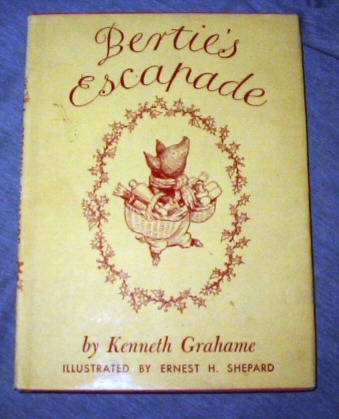 Bertie's
Escapade
by Kenneth Grahame
ILLUSTRATED BY ERNEST H. SHEPARD